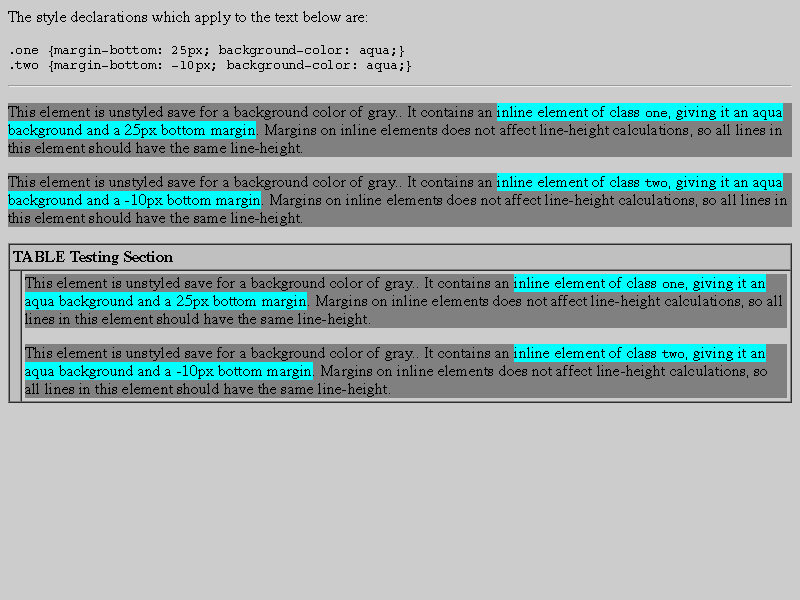 The style declarations which apply to the text below are:
.one {margin-bottom: 25px; background-color: aqua;}
.two {margin-bottom: -10px; background-color: aqua;}
This element is unstyled save for a background color of gray.. It contains an inline element of class one, giving it an aqua
background and a 25px bottom margin. Margins on inline elements does not affect line-height calculations, so all lines in
this element should have the same line-height.
This element is unstyled save for a background color of gray.. It contains an inline element of class two, giving it an aqua
background and a -10px bottom margin. Margins on inline elements does not affect line-height calculations, so all lines in
this element should have the same line-height.
TABLE Testing Section
This element is unstyled save for a background color of gray.. It contains an inline element of class one, giving it an
aqua background and a 25px bottom margin. Margins on inline elements does not affect line-height calculations, so all
lines in this element should have the same line-height.
This element is unstyled save for a background color of gray.. It contains an inline element of class two, giving it an
aqua background and a -10px bottom margin. Margins on inline elements does not affect line-height calculations, so
all lines in this element should have the same line-height.